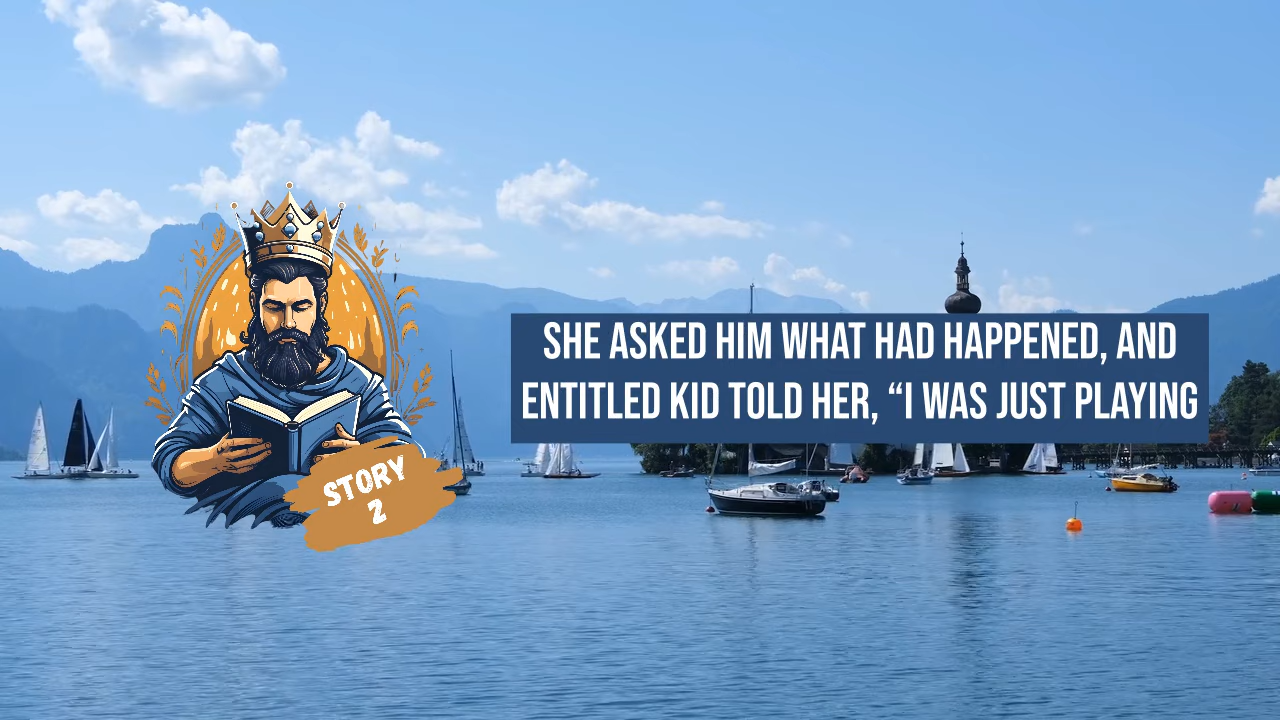 SHE ASKED HIM WHAT HAD HAPPENED, AND
ENTITLED KID TOLD HER, “I WAS JUST PLAYING
STORY
2